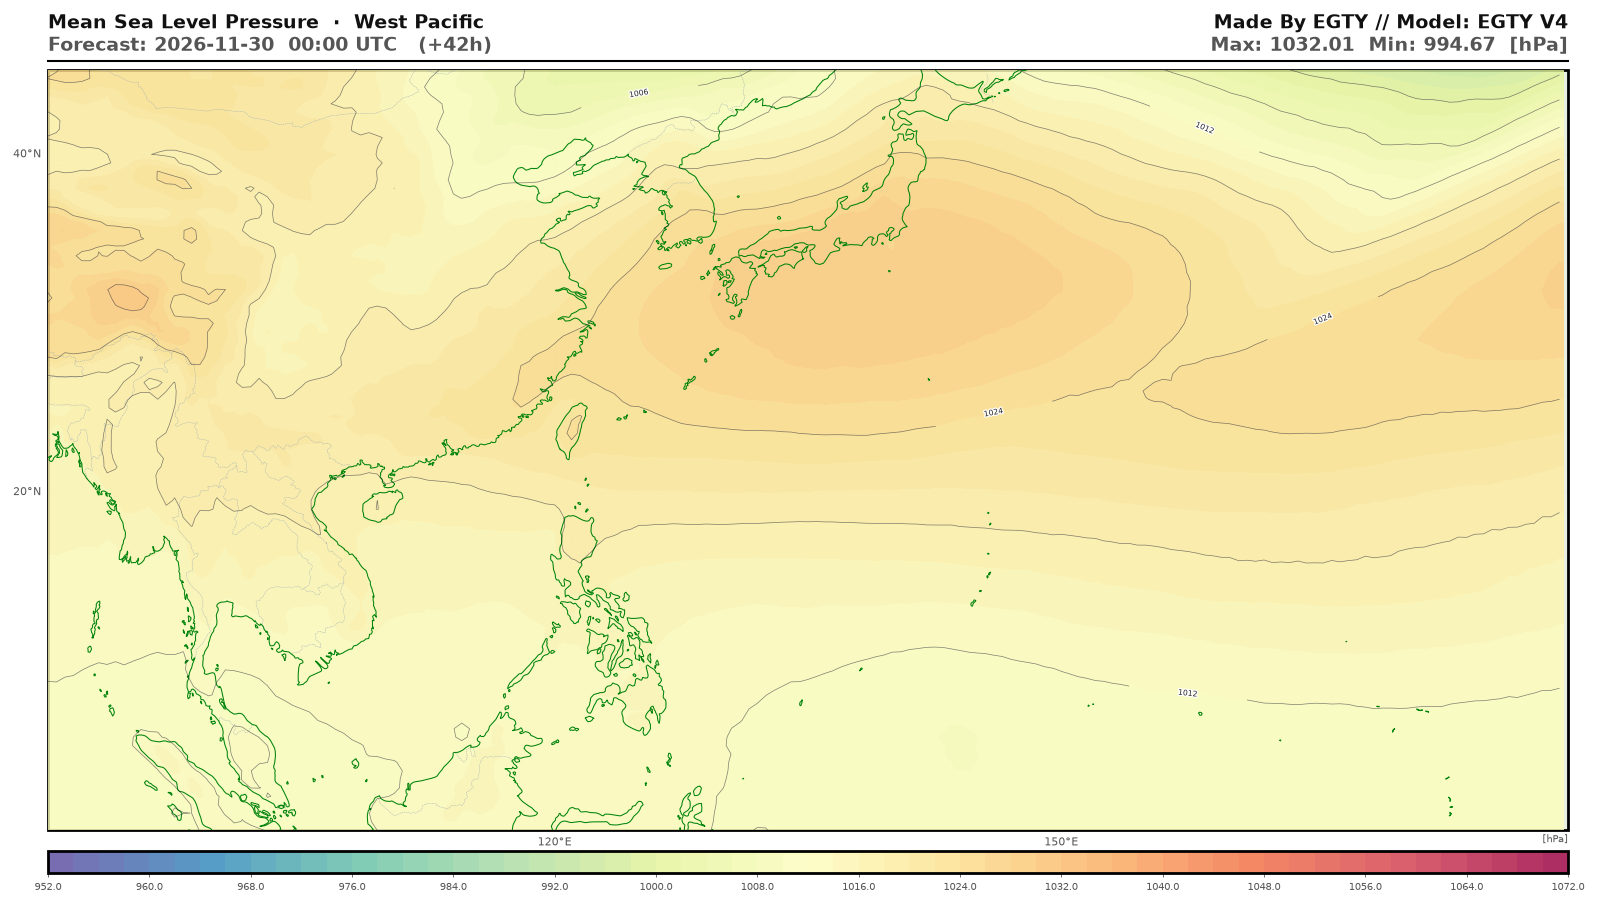 Mean Sea Level Pressure · West Pacific
Made By EGTY // Model: EGTY V4
Forecast: 2026-11-30 00:00 UTC (+42h)
Max: 1032.01 Min: 994.67 [hPa]
1006
1012
40°N
1024
1024
20°N
1012
120°E
150°E
[hPa]
952.0 960.0 968.0 976.0 984.0 992.0 1000.0 1008.0 1016.0 1024.0 1032.0 1040.0 1048.0 1056.0 1064.0 1072.0